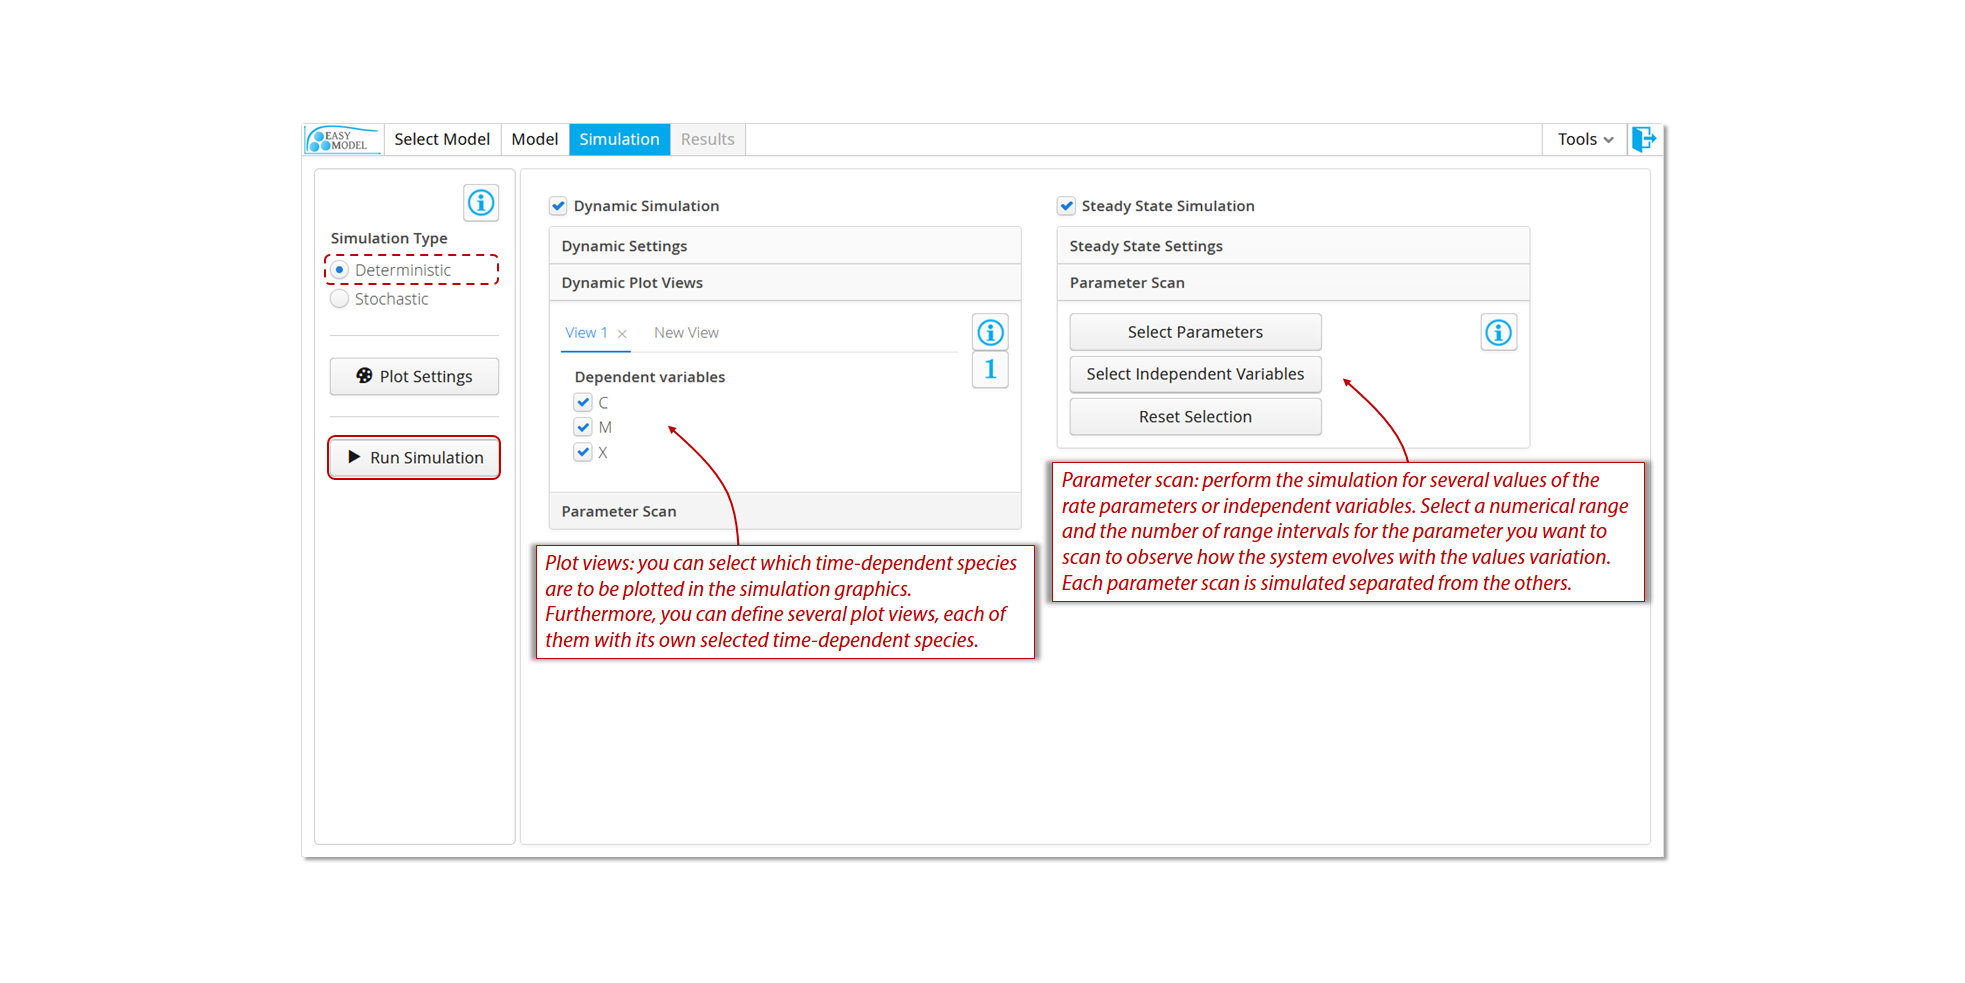 EASY
MODEL
Select Model
Model
Simulation
Results
Tools
Simulation Type
Deterministic
Stochastic
Plot Settings
Run Simulation
Dynamic Simulation
Dynamic Settings
Dynamic Plot Views
View 1 ×
New View
1
Dependent variables
C
M
X
Parameter Scan
Plot views: you can select which time-dependent species
are to be plotted in the simulation graphics.
Furthermore, you can define several plot views, each of
them with its own selected time-dependent species.
Steady State Simulation
Steady State Settings
Parameter Scan
Select Parameters
Select Independent Variables
Reset Selection
Parameter scan: perform the simulation for several values of the
rate parameters or independent variables. Select a numerical range
and the number of range intervals for the parameter you want to
scan to observe how the system evolves with the values variation.
Each parameter scan is simulated separated from the others.